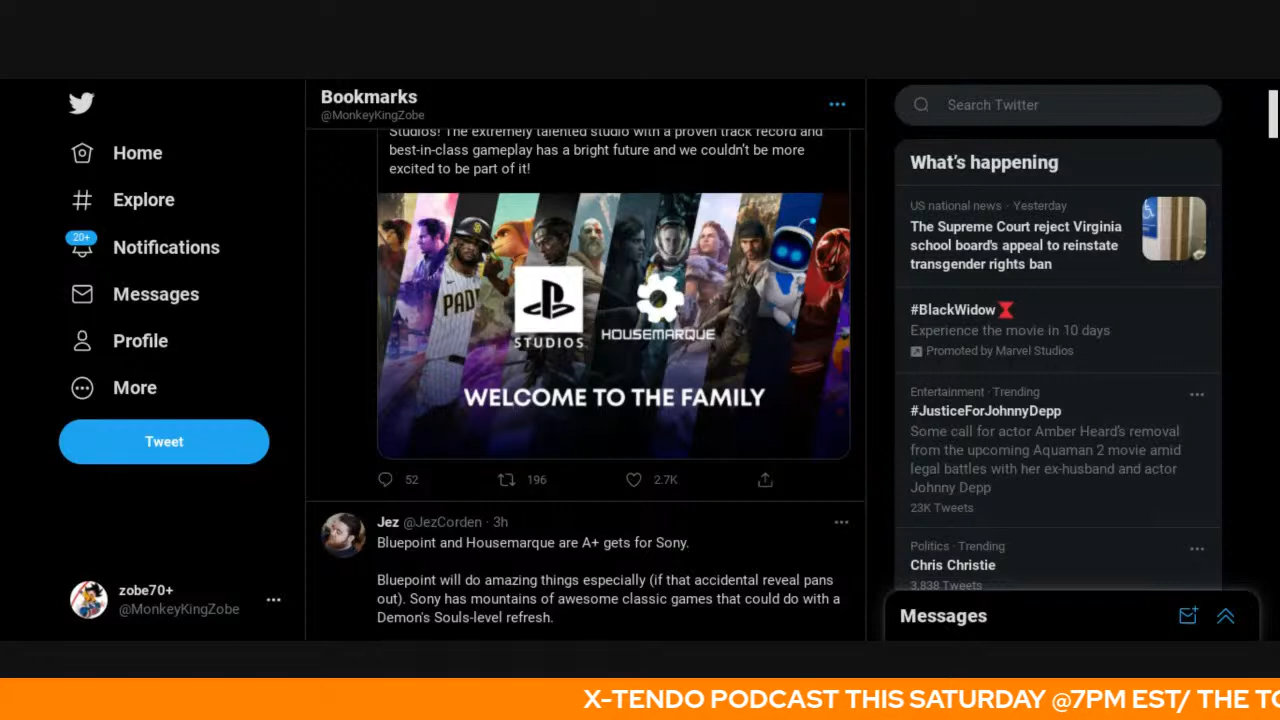 Home
Explore
20+
Notifications
Messages
Profile
More
Tweet
zobe70+
@MonkeyKingZobe
Bookmarks
@MonkeyKingZobe
Studios! The extremely talented studio with a proven track record and
best-in-class gameplay has a bright future and we couldn't be more
excited to be part of it!
PAD
STUDIOS
HOUSEMARQUE
WELCOME TO THE FAMILY
52 196 2.7K
Jez @JezCorden · 3h
Bluepoint and Housemarque are A+ gets for Sony.
Bluepoint will do amazing things especially (if that accidental reveal pans
out). Sony has mountains of awesome classic games that could do with a
Demon's Souls-level refresh.
Search Twitter
What's happening
US national news · Yesterday
The Supreme Court reject Virginia
school board's appeal to reinstate
transgender rights ban
#BlackWidow
Experience the movie in 10 days
Promoted by Marvel Studios
Entertainment · Trending
#JusticeForJohnnyDepp
Some call for actor Amber Heard's removal
from the upcoming Aquaman 2 movie amid
legal battles with her ex-husband and actor
Johnny Depp
23K Tweets
Politics · Trending
Chris Christie
3,838 Tweets
Messages
X-TENDO PODCAST THIS SATURDAY @7PM EST/ THE TO